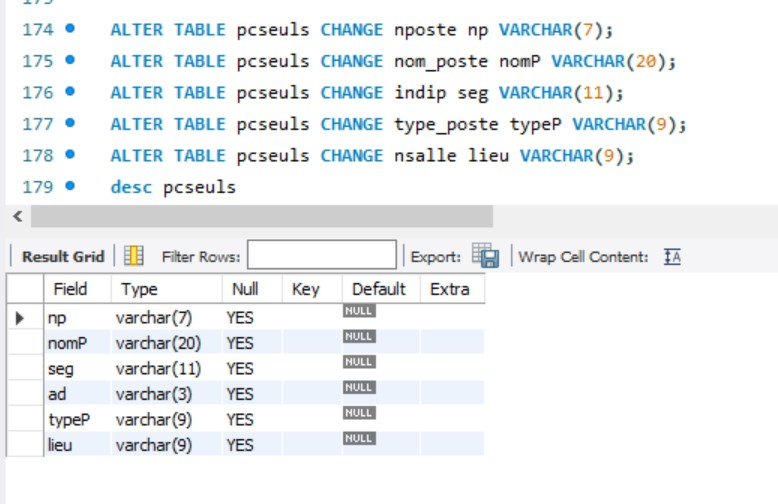 174 ALTER TABLE pcseuls CHANGE nposte np VARCHAR(7);
175 ALTER TABLE pcseuls CHANGE nom_poste nomP VARCHAR(20);
176 ALTER TABLE pcseuls CHANGE indip seg VARCHAR(11);
177 ALTER TABLE pcseuls CHANGE type_poste typeP VARCHAR(9);
178 ALTER TABLE pcseuls CHANGE nsalle lieu VARCHAR(9);
179 desc pcseuls
Result Grid Filter Rows: Export: Wrap Cell Content: IA
Field Type Null Key Default Extra
np varchar(7) YES NULL
nomP varchar(20) YES NULL
seg varchar(11) YES NULL
ad varchar(3) YES NULL
typeP varchar(9) YES NULL
lieu varchar(9) YES NULL